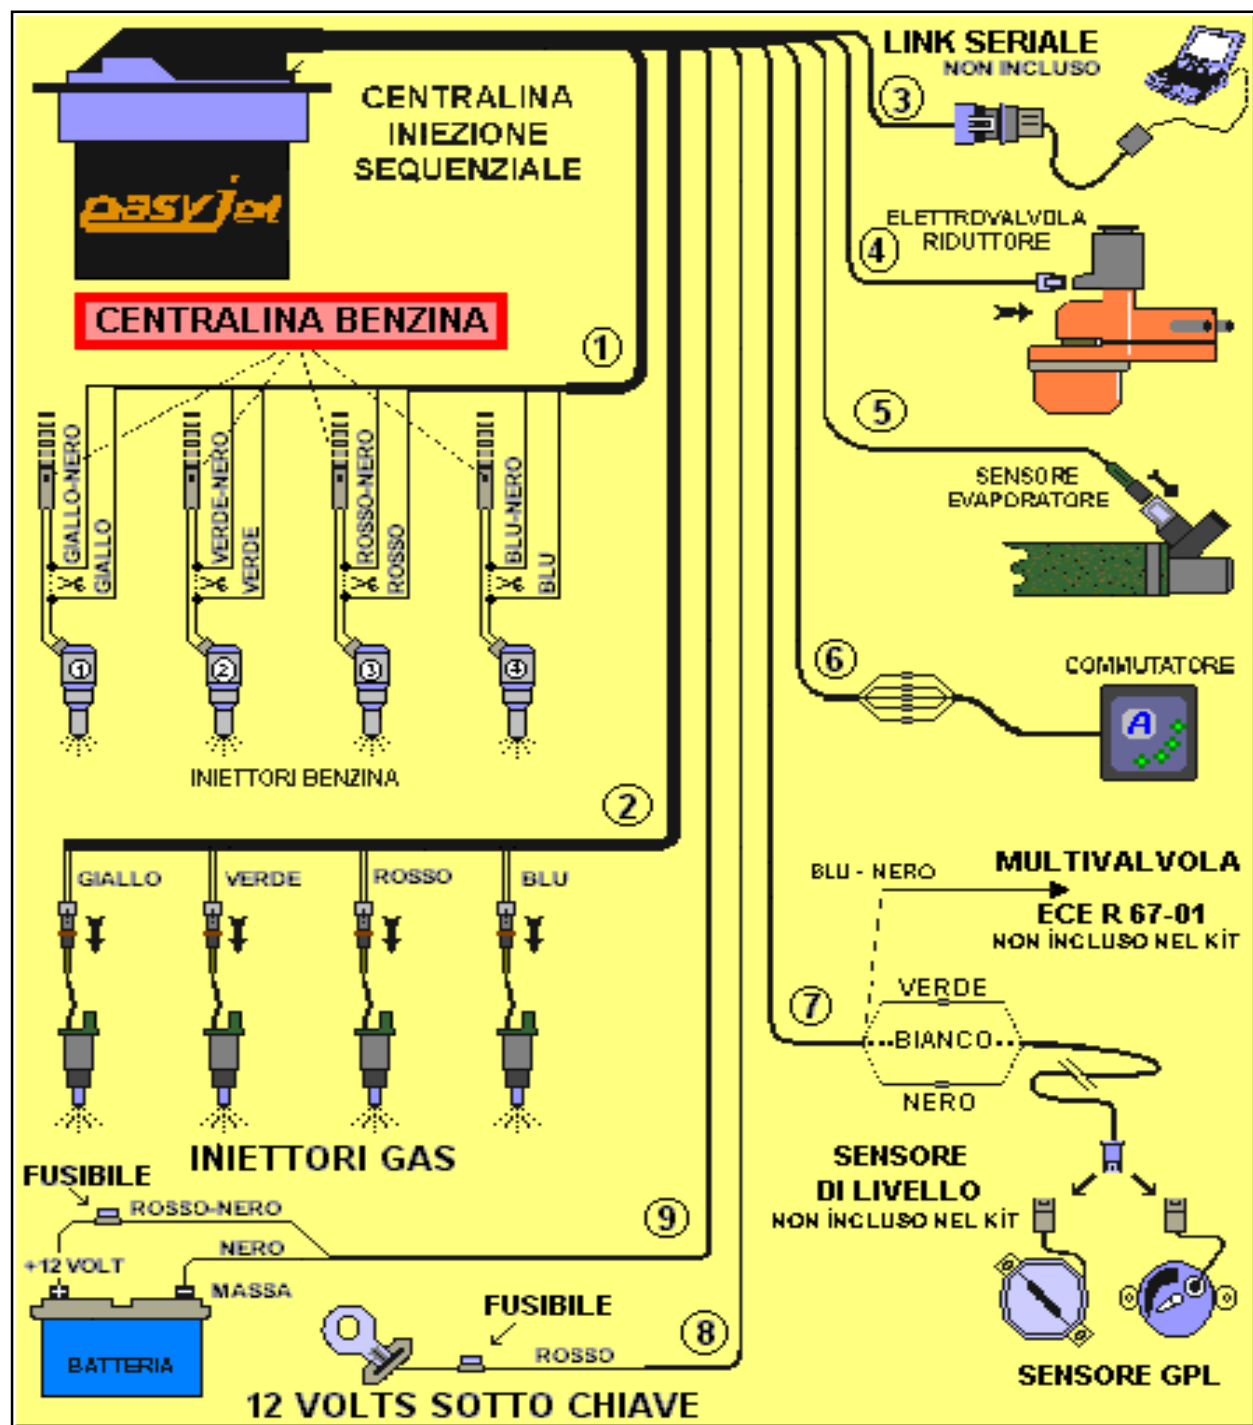 LINK SERIALE
NON INCLUSO
3
CENTRALINA
INIEZIONE
SEQUENZIALE
easyjet
ELETTROVALVOLA
RIDUTTORE
4
CENTRALINA BENZINA
1
5
GIALLO-NERO
GIALLO
VERDE-NERO
VERDE
ROSSO-NERO
ROSSO
BLU-NERO
BLU
SENSORE
EVAPORATORE
1
2
3
4
INIETTORI BENZINA
6
COMMUTATORE
A
2
GIALLO
VERDE
ROSSO
BLU
BLU - NERO
MULTIVALVOLA
ECE R 67-01
NON INCLUSO NEL KIT
7
VERDE
BIANCO
NERO
INIETTORI GAS
SENSORE
DI LIVELLO
NON INCLUSO NEL KIT
FUSIBILE
ROSSO-NERO
9
NERO
+12 VOLT
+
-
MASSA
BATTERIA
FUSIBILE
8
ROSSO
SENSORE GPL
12 VOLTS SOTTO CHIAVE